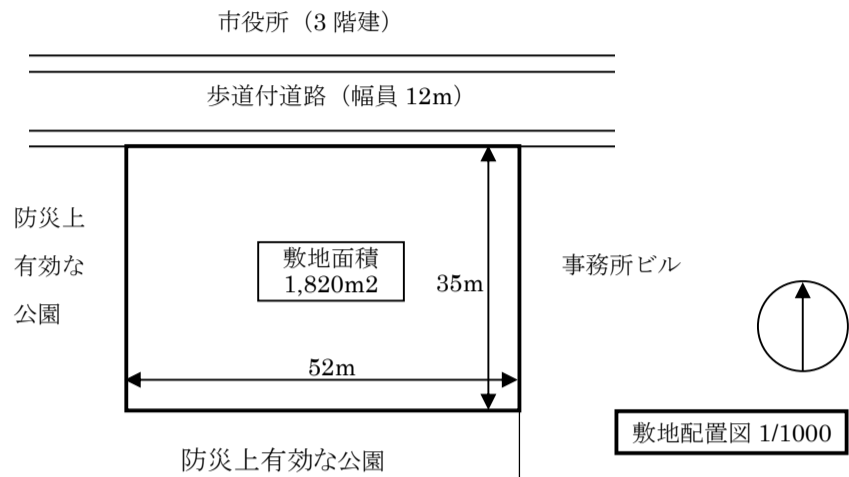 市役所（3 階建）
歩道付道路（幅員 12m）
防災上
有効な
公園
敷地面積
1,820m2
35m
事務所ビル
52m
敷地配置図 1/1000
防災上有効な公園